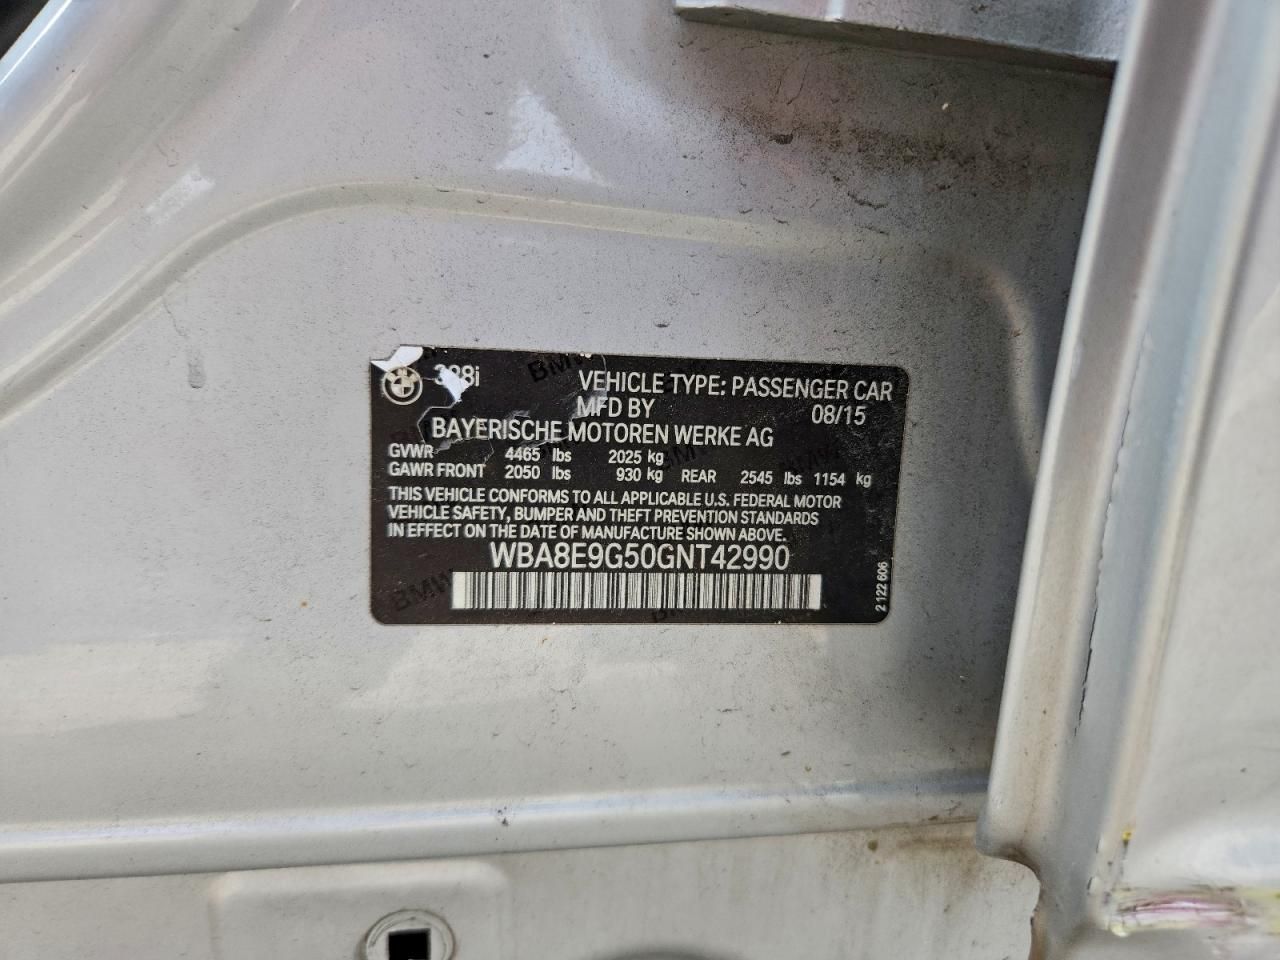 328i
VEHICLE TYPE: PASSENGER CAR
MFD BY 08/15
BAYERISCHE MOTOREN WERKE AG
GVWR 4465 lbs 2025 kg
GAWR FRONT 2050 lbs 930 kg REAR 2545 lbs 1154 kg
THIS VEHICLE CONFORMS TO ALL APPLICABLE U.S. FEDERAL MOTOR
VEHICLE SAFETY, BUMPER AND THEFT PREVENTION STANDARDS
IN EFFECT ON THE DATE OF MANUFACTURE SHOWN ABOVE.
WBA8E9G50GNT42990
2 122 606